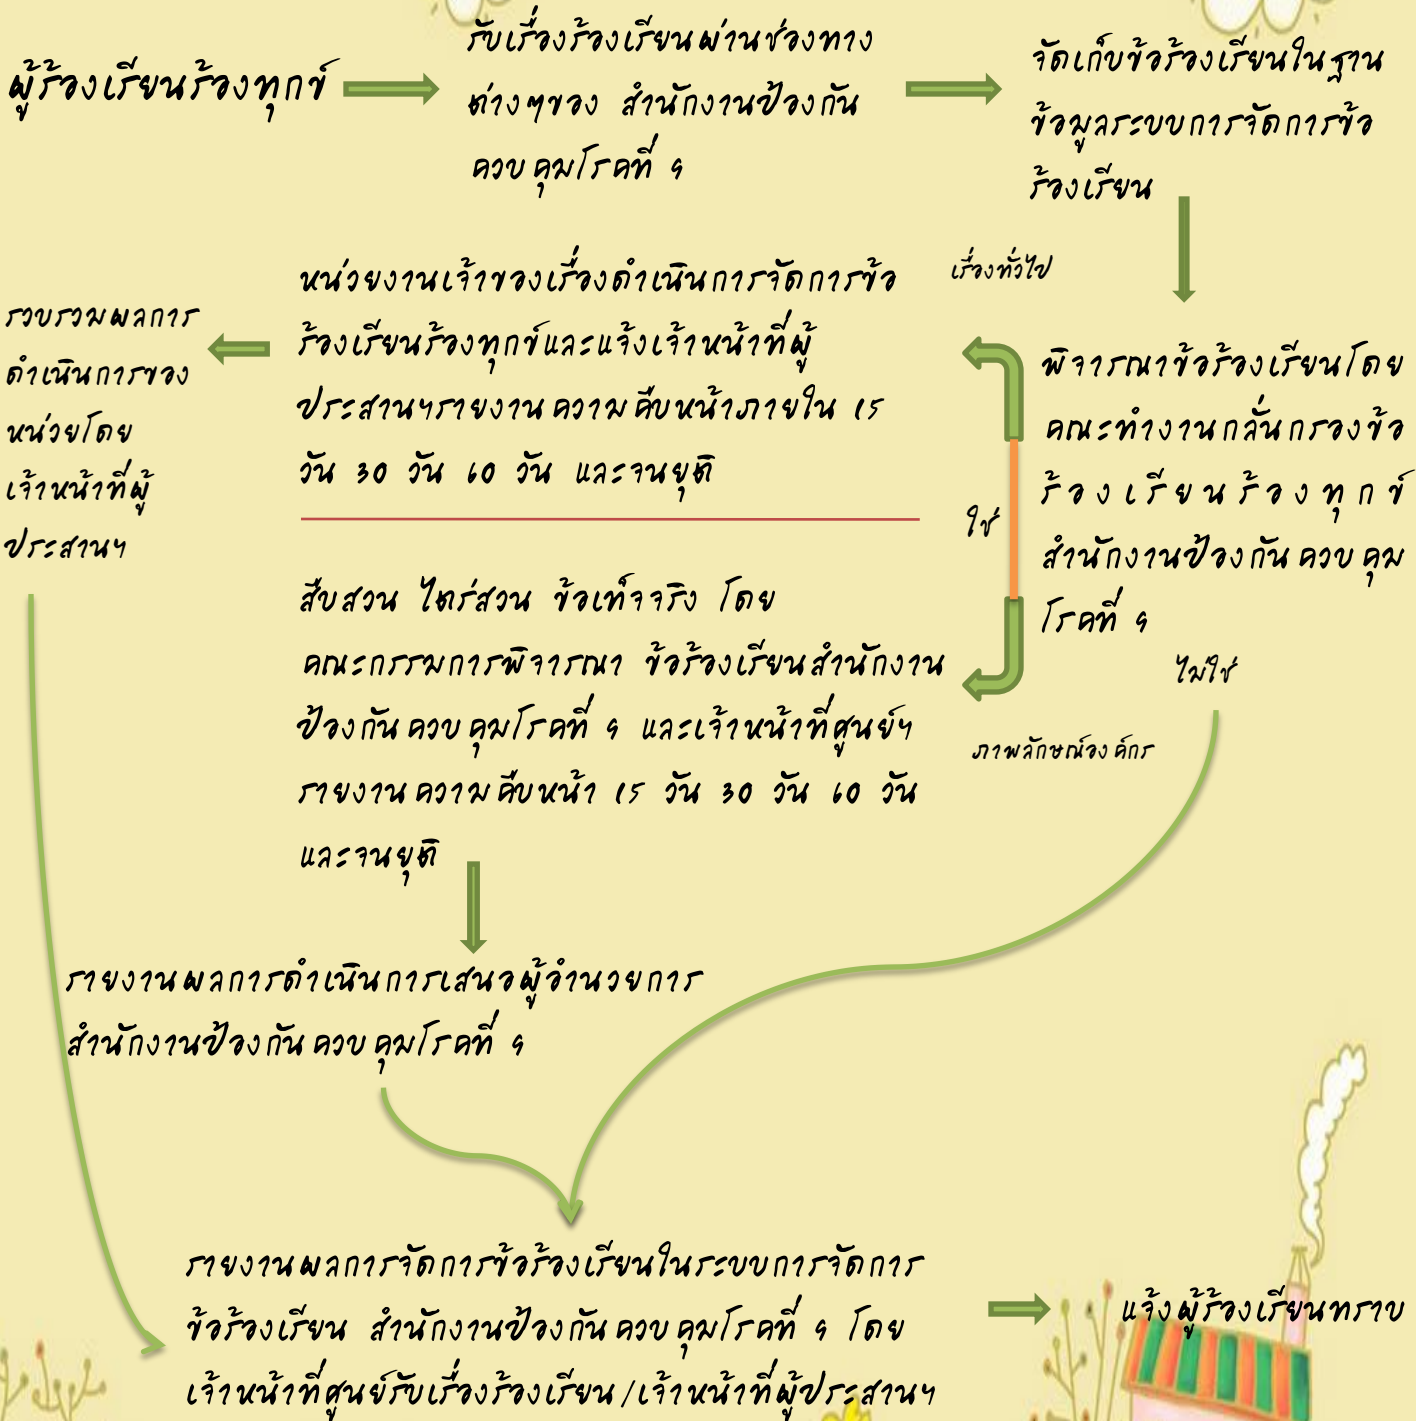 ผู้ร้องเรียนร้องทุกข์
รับเรื่องร้องเรียนผ่านช่องทาง
ต่างๆของ สำนักงานป้องกัน
ควบคุมโรคที่ 9
จัดเก็บข้อร้องเรียนในฐาน
ข้อมูลระบบการจัดการข้อ
ร้องเรียน
เรื่องทั่วไป
พิจารณาข้อร้องเรียนโดย
คณะทำงานกลั่นกรองข้อ
ร้องเรียนร้องทุกข์
สำนักงานป้องกันควบคุม
โรคที่ 9
ใช่
ไม่ใช่
ภาพลักษณ์องค์กร
หน่วยงานเจ้าของเรื่องดำเนินการจัดการข้อ
ร้องเรียนร้องทุกข์และแจ้งเจ้าหน้าที่ผู้
ประสานฯรายงานความคืบหน้าภายใน 15
วัน 30 วัน 60 วัน และจนยุติ
รวบรวมผลการ
ดำเนินการของ
หน่วยโดย
เจ้าหน้าที่ผู้
ประสานฯ
สืบสวน ไตร่สวน ข้อเท็จจริง โดย
คณะกรรมการพิจารณา ข้อร้องเรียนสำนักงาน
ป้องกันควบคุมโรคที่ 9 และเจ้าหน้าที่ศูนย์ฯ
รายงานความคืบหน้า 15 วัน 30 วัน 60 วัน
และจนยุติ
รายงานผลการดำเนินการเสนอผู้อำนวยการ
สำนักงานป้องกันควบคุมโรคที่ 9
รายงานผลการจัดการข้อร้องเรียนในระบบการจัดการ
ข้อร้องเรียน สำนักงานป้องกันควบคุมโรคที่ 9 โดย
เจ้าหน้าที่ศูนย์รับเรื่องร้องเรียน/เจ้าหน้าที่ผู้ประสานฯ
แจ้งผู้ร้องเรียนทราบ